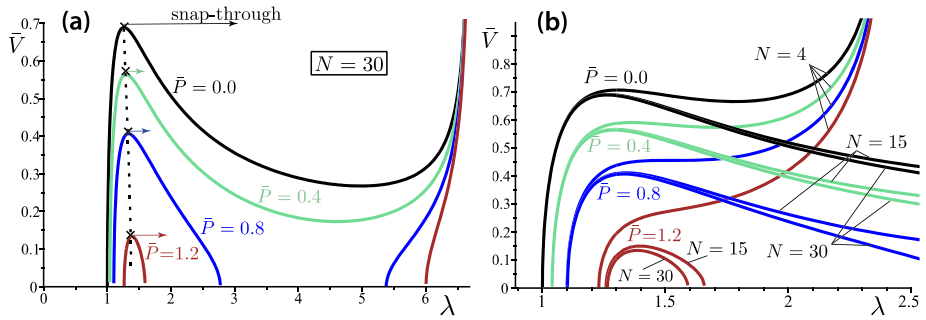 (a)
snap-through
0.7
V̄
N = 30
0.6
P̄ = 0.0
0.5
0.4
0.3
P̄ = 0.4
0.2
P̄ = 0.8
0.1
P̄=1.2
0
0 1 2 3 4 5 6 λ
(b)
V̄
0.8
N = 4
P̄ = 0.0
0.7
0.6
N = 15
0.5
P̄ = 0.4
0.4
P̄ = 0.8
0.3
0.2
P̄=1.2
N = 15
N = 30
0.1
N = 30
0
1 1.5 2 λ 2.5